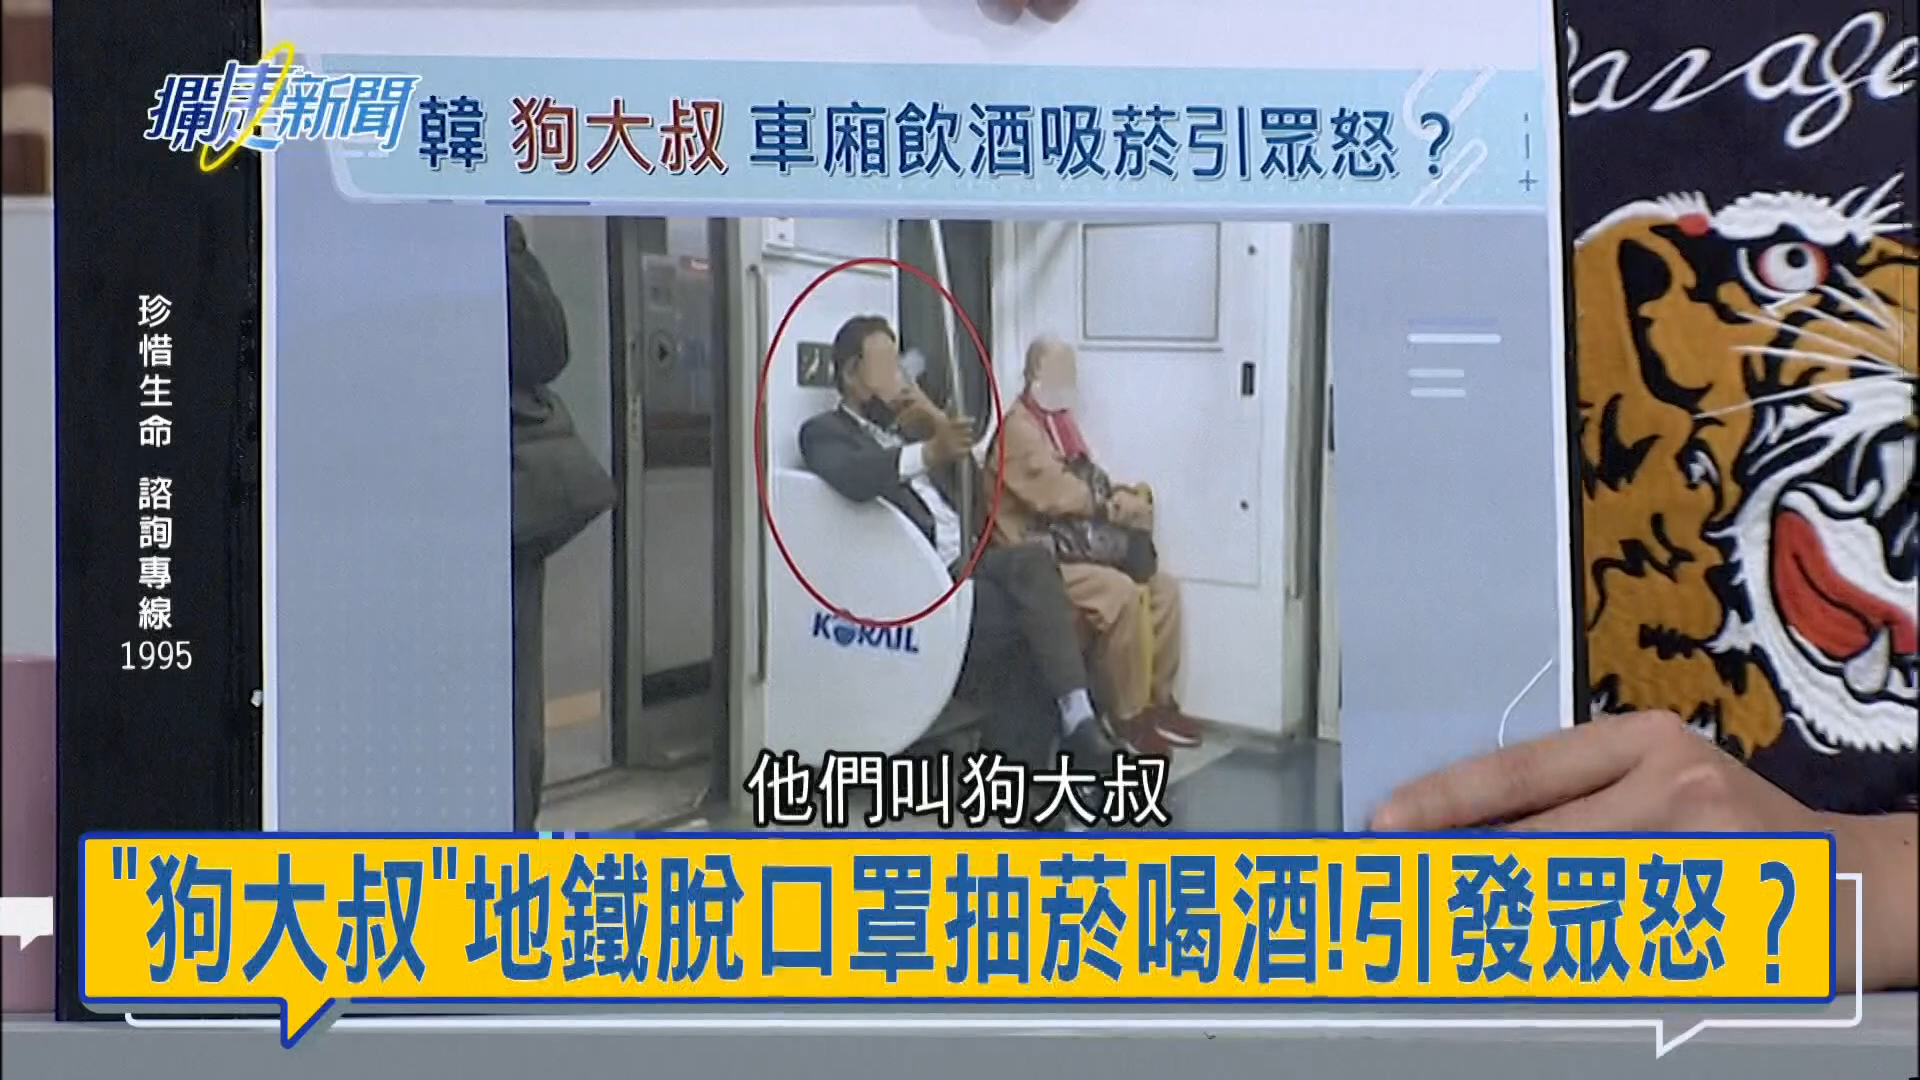 攔轎新聞
韓 狗大叔 車廂飲酒吸菸引眾怒？
珍惜生命 諮詢專線
1995
KORAIL
他們叫狗大叔
"狗大叔"地鐵脫口罩抽菸喝酒!引發眾怒？